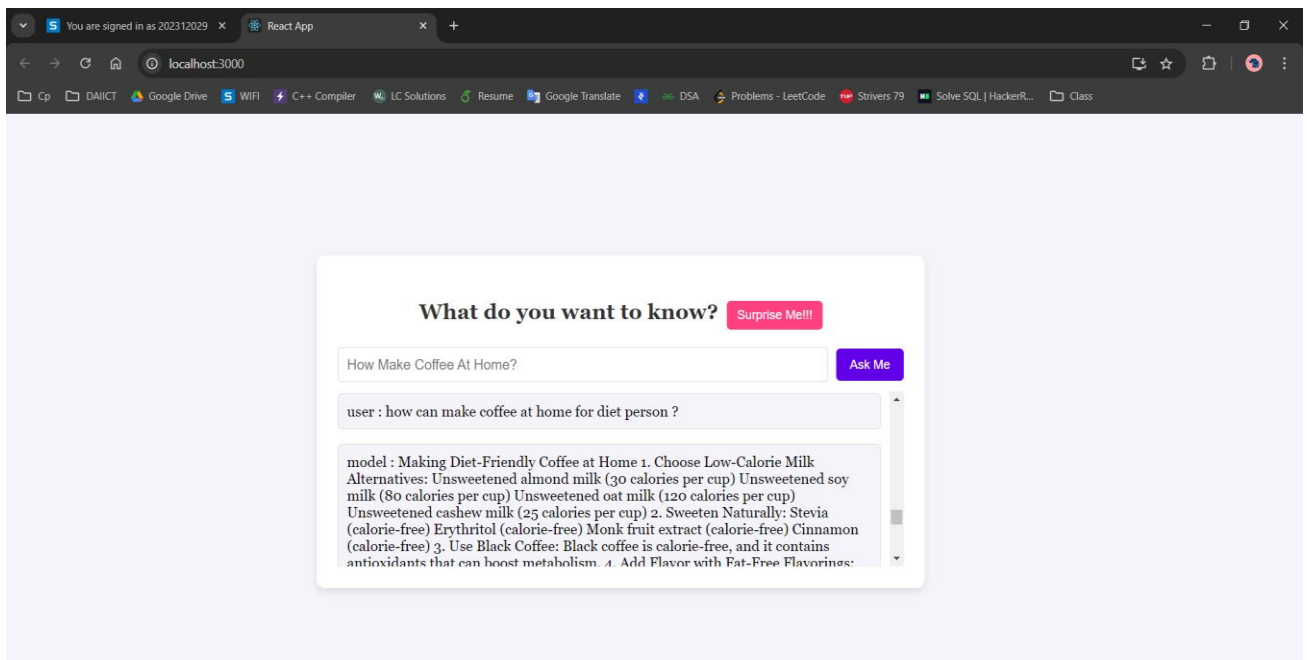 You are signed in as 202312029
React App
localhost:3000
Cp DAIICT Google Drive WIFI C++ Compiler LC Solutions Resume Google Translate DSA Problems - LeetCode Strivers 79 Solve SQL | HackerR... Class
What do you want to know? Surprise Me!!!
How Make Coffee At Home? Ask Me
user : how can make coffee at home for diet person ?
model : Making Diet-Friendly Coffee at Home 1. Choose Low-Calorie Milk
Alternatives: Unsweetened almond milk (30 calories per cup) Unsweetened soy
milk (80 calories per cup) Unsweetened oat milk (120 calories per cup)
Unsweetened cashew milk (25 calories per cup) 2. Sweeten Naturally: Stevia
(calorie-free) Erythritol (calorie-free) Monk fruit extract (calorie-free) Cinnamon
(calorie-free) 3. Use Black Coffee: Black coffee is calorie-free, and it contains
antioxidants that can boost metabolism. 4. Add Flavor with Fat-Free Flavorings: